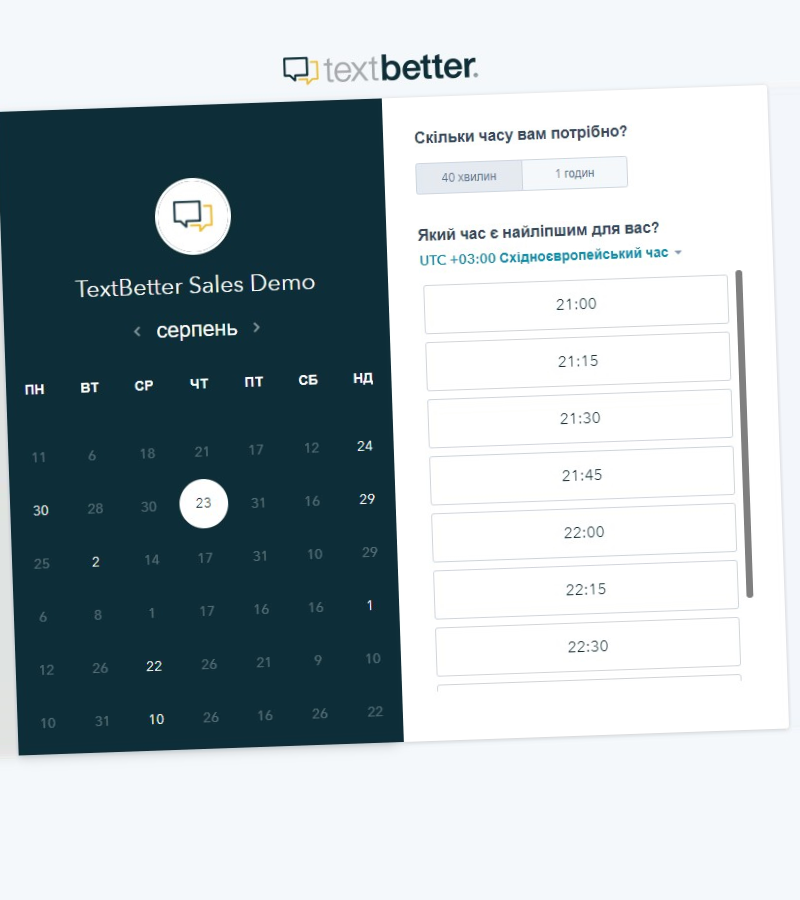 textbetter.
TextBetter Sales Demo
серпень
ПН ВТ СР ЧТ ПТ СБ НД
11 6 18 21 17 12 24
30 28 30 23 31 16 29
25 2 14 17 31 10 29
6 8 1 17 16 16 1
12 26 22 26 21 9 10
10 31 10 26 16 26 22
Скільки часу вам потрібно?
40 хвилин 1 годин
Який час є найліпшим для вас?
UTC +03:00 Східноєвропейський час
21:00
21:15
21:30
21:45
22:00
22:15
22:30